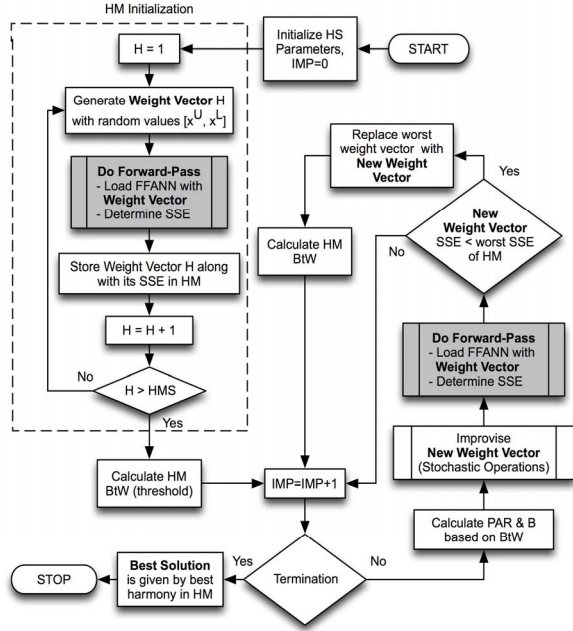 HM Initialization
H = 1
Initialize HS
Parameters,
IMP=0
START
Generate Weight Vector H
with random values [x^U, x^L]
Do Forward-Pass
- Load FFANN with
Weight Vector
- Determine SSE
Store Weight Vector H along
with its SSE in HM
H = H + 1
No
H > HMS
Yes
Calculate HM
BtW (threshold)
Replace worst
weight vector with
New Weight
Vector
Yes
Calculate HM
BtW
No
New
Weight Vector
SSE < worst SSE
of HM
Do Forward-Pass
- Load FFANN with
Weight Vector
- Determine SSE
Improvise
New Weight Vector
(Stochastic Operations)
IMP=IMP+1
Calculate PAR & B
based on BtW
STOP
Best Solution
is given by best
harmony in HM
Yes
Termination
No